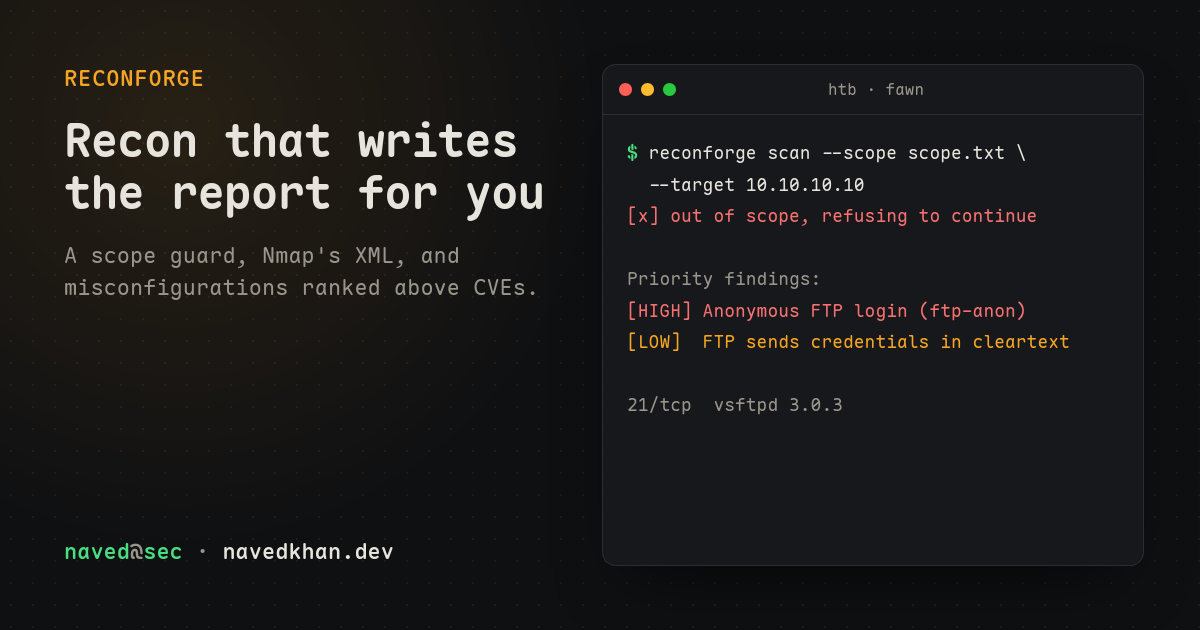 RECONFORGE
Recon that writes
the report for you
A scope guard, Nmap's XML, and
misconfigurations ranked above CVEs.
naved@sec · navedkhan.dev
htb · fawn
$ reconforge scan --scope scope.txt \
--target 10.10.10.10
[x] out of scope, refusing to continue
Priority findings:
[HIGH] Anonymous FTP login (ftp-anon)
[LOW]  FTP sends credentials in cleartext
21/tcp  vsftpd 3.0.3